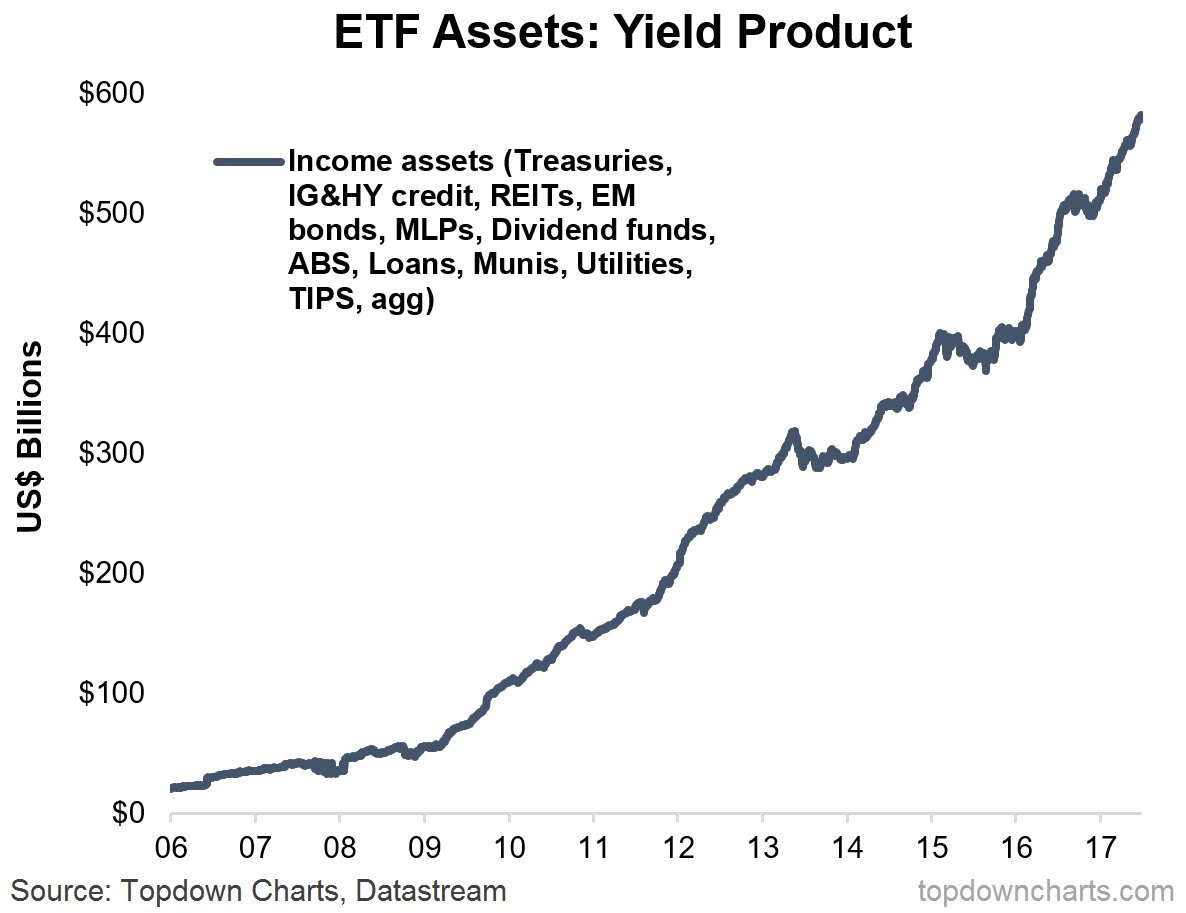 ETF Assets: Yield Product
$600
$500
$400
$300
$200
$100
$0
US$ Billions
Income assets (Treasuries,
IG&HY credit, REITs, EM
bonds, MLPs, Dividend funds,
ABS, Loans, Munis, Utilities,
TIPS, agg)
06 07 08 09 10 11 12 13 14 15 16 17
Source: Topdown Charts, Datastream
topdowncharts.com